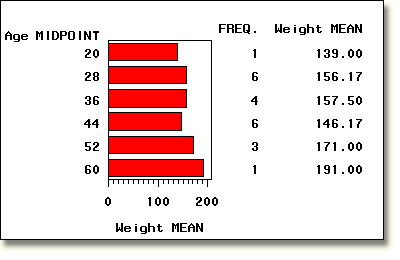 FREQ. Weight MEAN
Age MIDPOINT
20 1 139.00
28 6 156.17
36 4 157.50
44 6 146.17
52 3 171.00
60 1 191.00
0 100 200
Weight MEAN